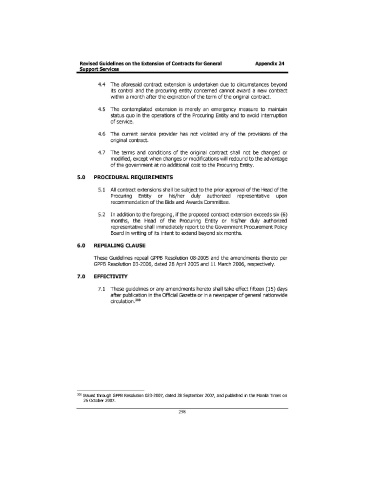 Revised Guidelines on the Extension of Contracts for General Appendix 24
Support Services
4.4 The aforesaid contract extension is undertaken due to circumstances beyond
its control and the procuring entity concerned cannot award a new contract
within a month after the expiration of the term of the original contract.
4.5 The contemplated extension is merely an emergency measure to maintain
status quo in the operations of the Procuring Entity and to avoid interruption
of service.
4.6 The current service provider has not violated any of the provisions of the
original contract.
4.7 The terms and conditions of the original contract shall not be changed or
modified, except when changes or modifications will redound to the advantage
of the government at no additional cost to the Procuring Entity.
5.0 PROCEDURAL REQUIREMENTS
5.1 All contract extensions shall be subject to the prior approval of the Head of the
Procuring Entity or his/her duly authorized representative upon
recommendation of the Bids and Awards Committee.
5.2 In addition to the foregoing, if the proposed contract extension exceeds six (6)
months, the Head of the Procuring Entity or his/her duly authorized
representative shall immediately report to the Government Procurement Policy
Board in writing of its intent to extend beyond six months.
6.0 REPEALING CLAUSE
These Guidelines repeal GPPB Resolution 08-2005 and the amendments thereto per
GPPB Resolution 03-2006, dated 28 April 2005 and 11 March 2006, respectively.
7.0 EFFECTIVITY
7.1 These guidelines or any amendments hereto shall take effect fifteen (15) days
after publication in the Official Gazette or in a newspaper of general nationwide
circulation.
Issued through GPPB Resolution 023-2007, dated 28 September 2007, and published in the Manila Times on
26 October 2007.